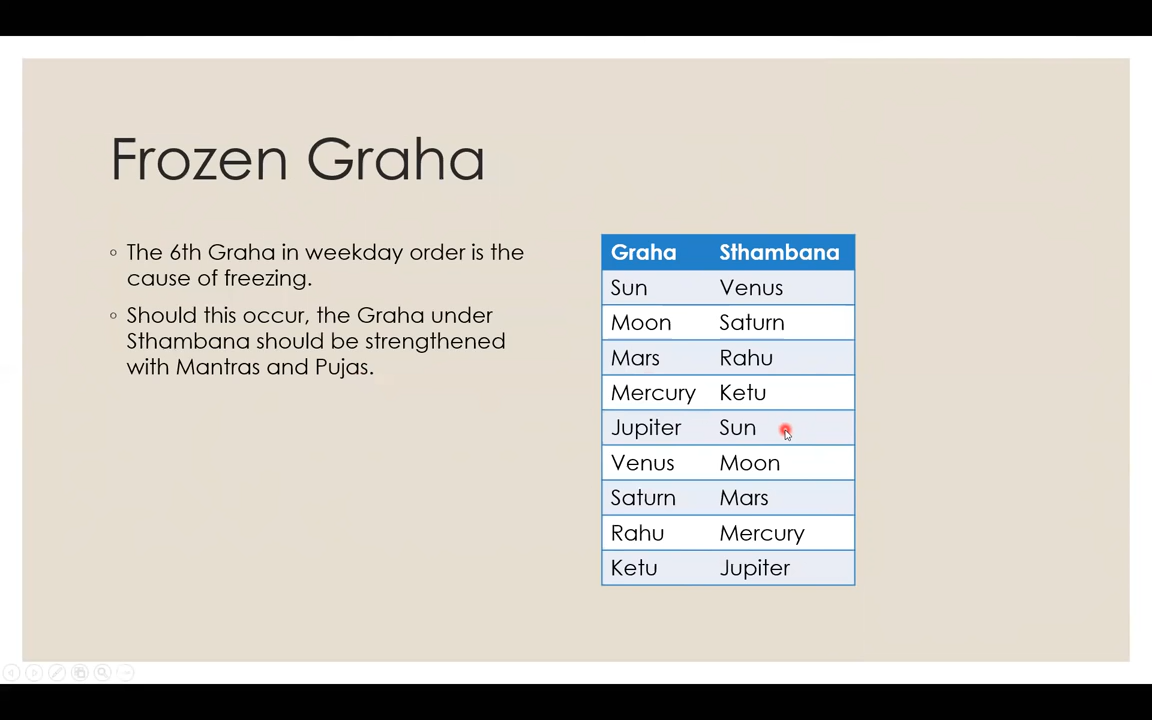 Frozen Graha
◦ The 6th Graha in weekday order is the
cause of freezing.
◦ Should this occur, the Graha under
Sthambana should be strengthened
with Mantras and Pujas.
Graha Sthambana
Sun Venus
Moon Saturn
Mars Rahu
Mercury Ketu
Jupiter Sun
Venus Moon
Saturn Mars
Rahu Mercury
Ketu Jupiter